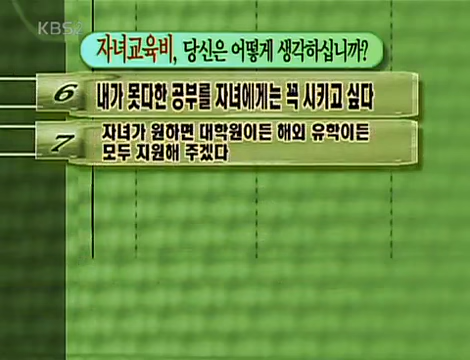 KBS2
자녀교육비, 당신은 어떻게 생각하십니까?
6 내가 못다한 공부를 자녀에게는 꼭 시키고 싶다
7 자녀가 원하면 대학원이든 해외 유학이든
모두 지원해 주겠다